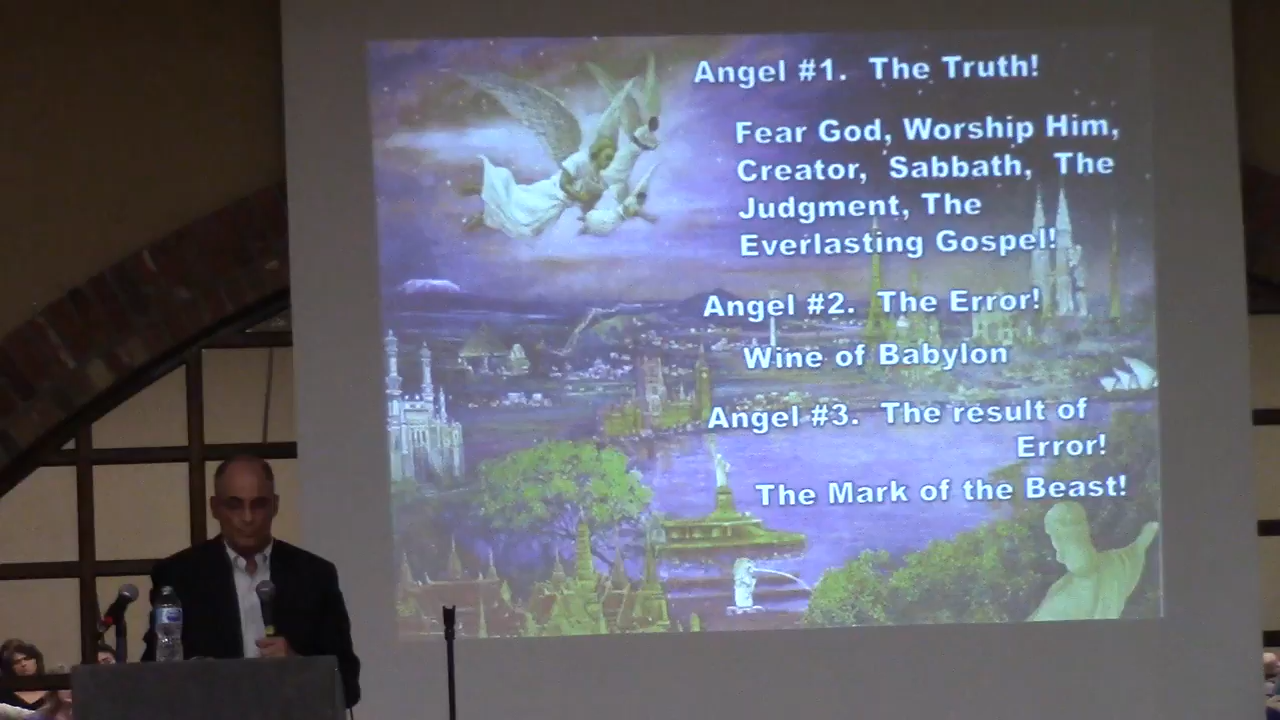 Angel #1. The Truth!
Fear God, Worship Him,
Creator, Sabbath, The
Judgment, The
Everlasting Gospel!
Angel #2. The Error!
Wine of Babylon
Angel #3. The result of
Error!
The Mark of the Beast!